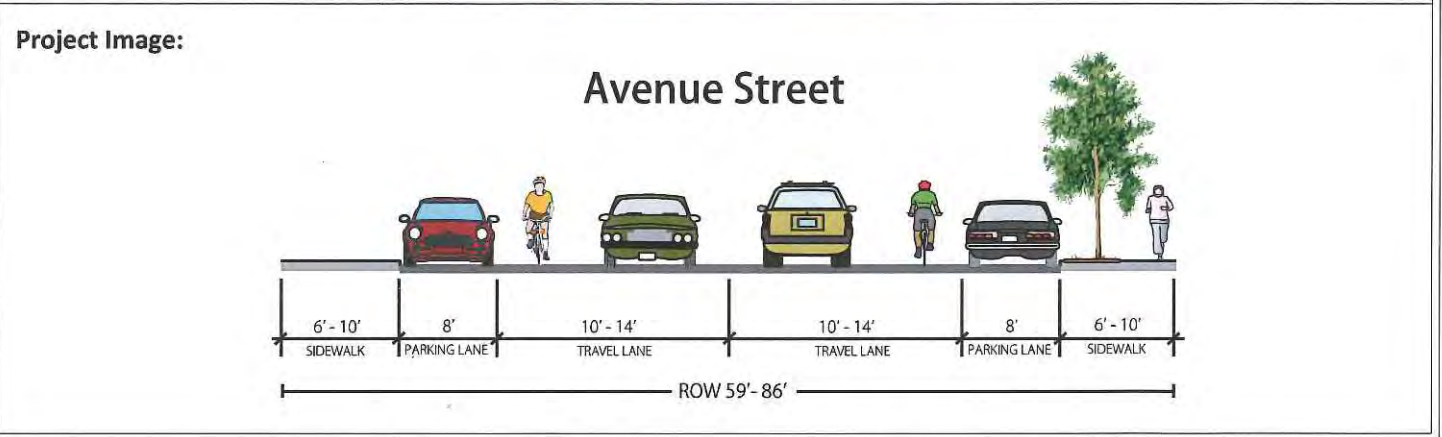 Project Image:
Avenue Street
6' - 10' 8' 10' - 14' 10' - 14' 8' 6' - 10'
SIDEWALK PARKING LANE TRAVEL LANE TRAVEL LANE PARKING LANE SIDEWALK
ROW 59'- 86'